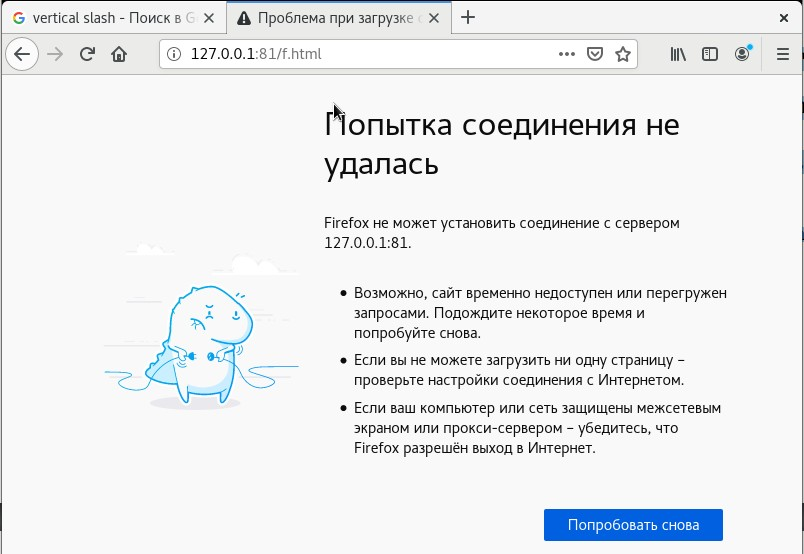 vertical slash - Поиск в G
Проблема при загрузке
127.0.0.1:81/f.html
Попытка соединения не
удалась
Firefox не может установить соединение с сервером
127.0.0.1:81.
Возможно, сайт временно недоступен или перегружен
запросами. Подождите некоторое время и
попробуйте снова.
Если вы не можете загрузить ни одну страницу –
проверьте настройки соединения с Интернетом.
Если ваш компьютер или сеть защищены межсетевым
экраном или прокси-сервером – убедитесь, что
Firefox разрешён выход в Интернет.
Попробовать снова